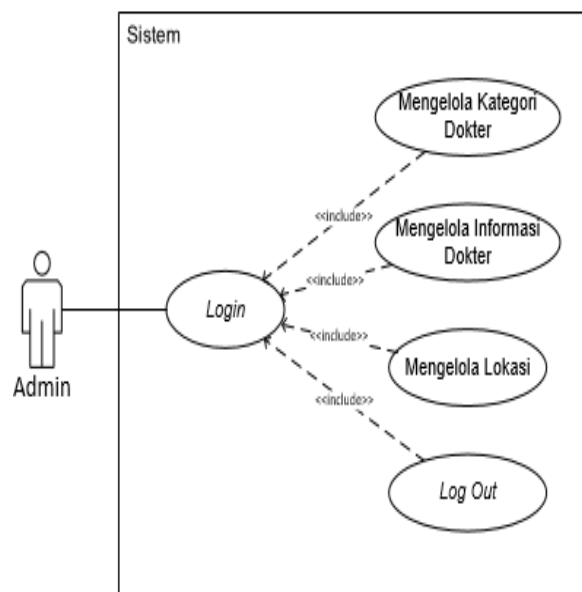 Sistem
Mengelola Kategori
Dokter
<<include>>
Mengelola Informasi
Dokter
<<include>>
Login
<<include>>
Mengelola Lokasi
Admin
<<include>>
Log Out